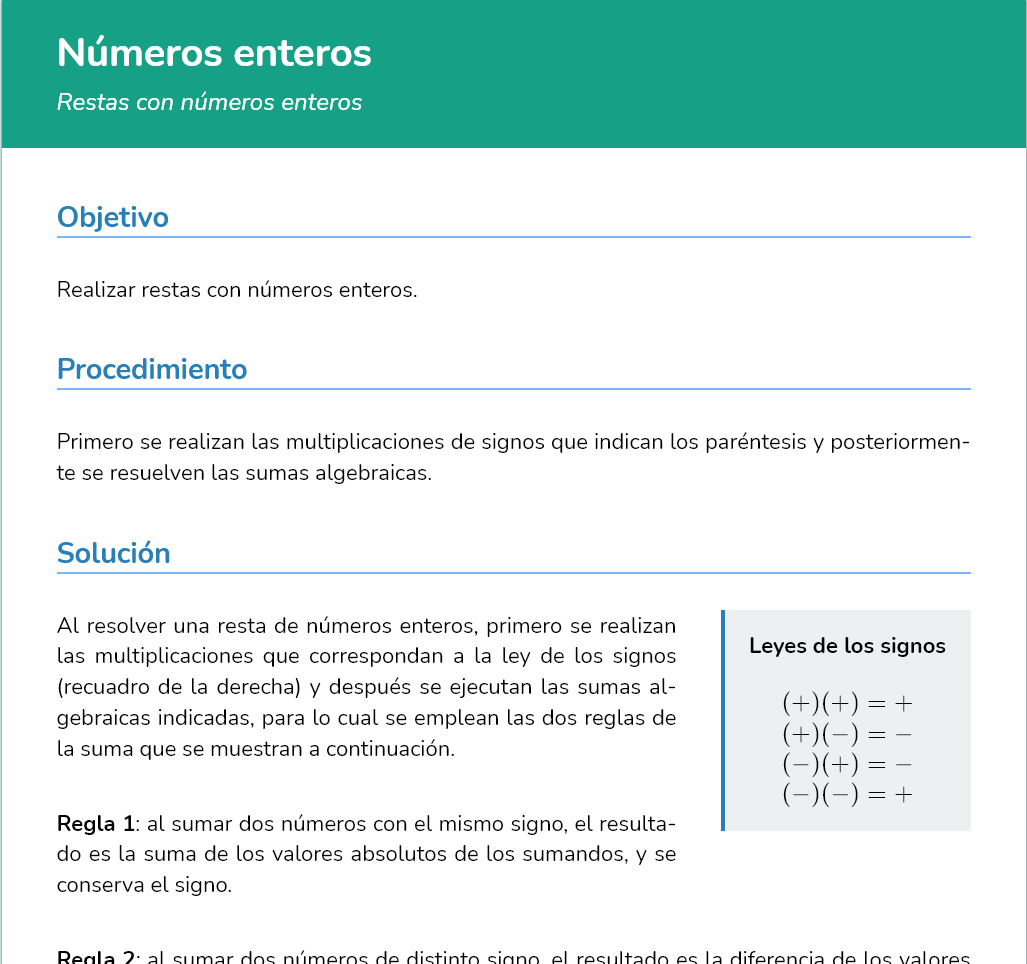 Números enteros
Restas con números enteros
Objetivo
Realizar restas con números enteros.
Procedimiento
Primero se realizan las multiplicaciones de signos que indican los paréntesis y posteriormen-
te se resuelven las sumas algebraicas.
Solución
Al resolver una resta de números enteros, primero se realizan
las multiplicaciones que correspondan a la ley de los signos
(recuadro de la derecha) y después se ejecutan las sumas al-
gebraicas indicadas, para lo cual se emplean las dos reglas de
la suma que se muestran a continuación.
Leyes de los signos
(+)(+) = +
(+)(−) = −
(−)(+) = −
(−)(−) = +
Regla 1: al sumar dos números con el mismo signo, el resulta-
do es la suma de los valores absolutos de los sumandos, y se
conserva el signo.
Regla 2: al sumar dos números de distinto signo, el resultado es la diferencia de los valores